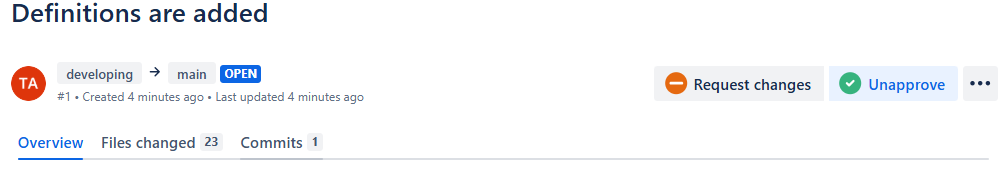 Definitions are added
TA developing → main OPEN
#1 • Created 4 minutes ago • Last updated 4 minutes ago
Request changes Unapprove •••
Overview Files changed 23 Commits 1